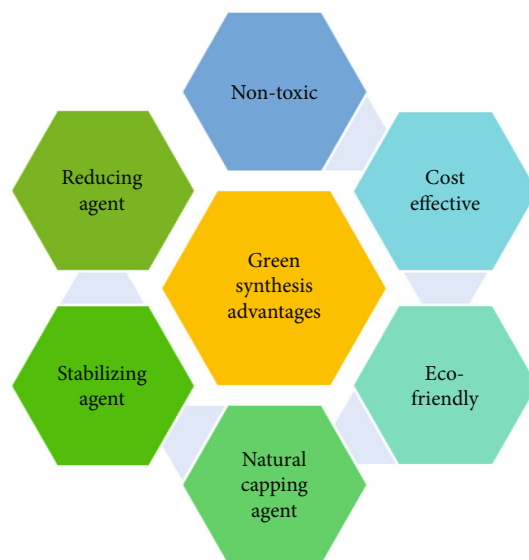 Non-toxic
Cost
effective
Eco-
friendly
Natural
capping
agent
Stabilizing
agent
Reducing
agent
Green
synthesis
advantages